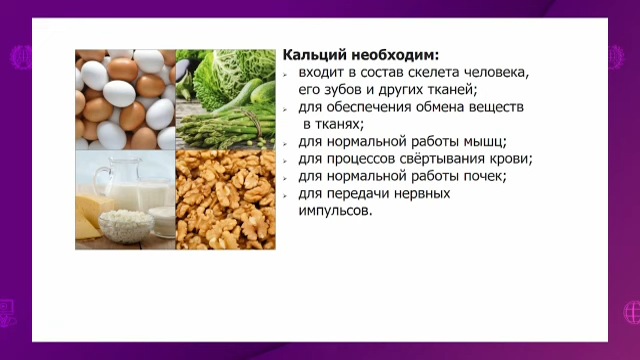 Кальций необходим:
входит в состав скелета человека,
его зубов и других тканей;
для обеспечения обмена веществ
в тканях;
для нормальной работы мышц;
для процессов свёртывания крови;
для нормальной работы почек;
для передачи нервных
импульсов.